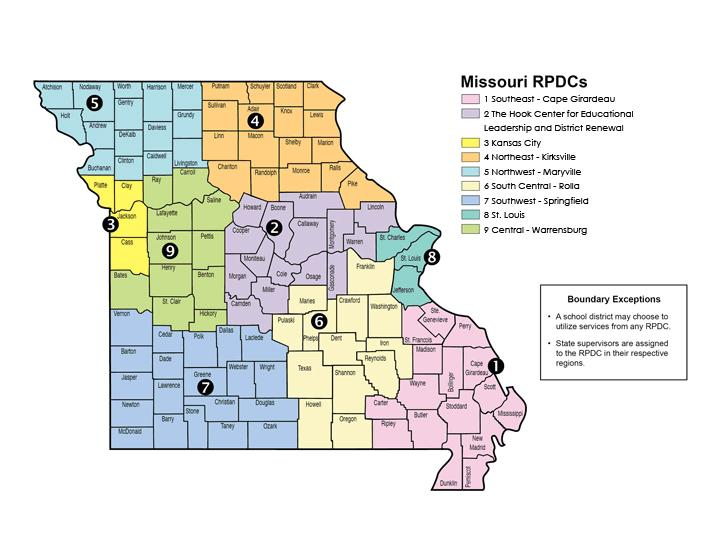 Missouri RPDCs
1 Southeast - Cape Girardeau
2 The Hook Center for Educational
Leadership and District Renewal
3 Kansas City
4 Northeast - Kirksville
5 Northwest - Maryville
6 South Central - Rolla
7 Southwest - Springfield
8 St. Louis
9 Central - Warrensburg
Boundary Exceptions
• A school district may choose to
utilize services from any RPDC.
• State supervisors are assigned
to the RPDC in their respective
regions.
Atchison
Nodaway
Worth
Harrison
Mercer
Putnam
Schuyler
Scotland
Clark
5
Gentry
Holt
Sullivan
Adair
Knox
Lewis
4
Grundy
Andrew
DeKalb
Daviess
Linn
Macon
Shelby
Marion
Buchanan
Clinton
Caldwell
Livingston
Chariton
Randolph
Monroe
Ralls
Carroll
Platte
Clay
Ray
Pike
Audrain
Saline
Howard
Boone
Lincoln
Jackson
Lafayette
3
Cooper
2
Callaway
Montgomery
Warren
St. Charles
Cass
Johnson
Pettis
9
Moniteau
St. Louis
8
Bates
Henry
Benton
Morgan
Cole
Osage
Gasconade
Franklin
Jefferson
Miller
St. Clair
Hickory
Camden
Maries
Crawford
Washington
Vernon
Cedar
Polk
Dallas
Laclede
Pulaski
6
Phelps
Dent
Iron
Ste.
Genevieve
St. Francois
Perry
Madison
Barton
Dade
Reynolds
Jasper
Lawrence
Greene
Webster
Wright
Texas
Shannon
Wayne
Bollinger
Cape
Girardeau
1
Scott
7
Newton
Stone
Christian
Douglas
Howell
Carter
Butler
Stoddard
Mississippi
McDonald
Barry
Taney
Ozark
Oregon
Ripley
New
Madrid
Dunklin
Pemiscot